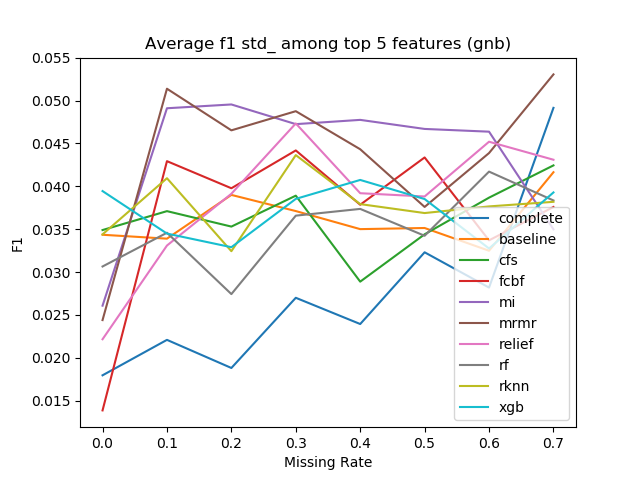 Average f1 std_ among top 5 features (gnb)
F1
0.055
0.050
0.045
0.040
0.035
0.030
0.025
0.020
0.015
complete
baseline
cfs
fcbf
mi
mrmr
relief
rf
rknn
xgb
0.0 0.1 0.2 0.3 0.4 0.5 0.6 0.7
Missing Rate